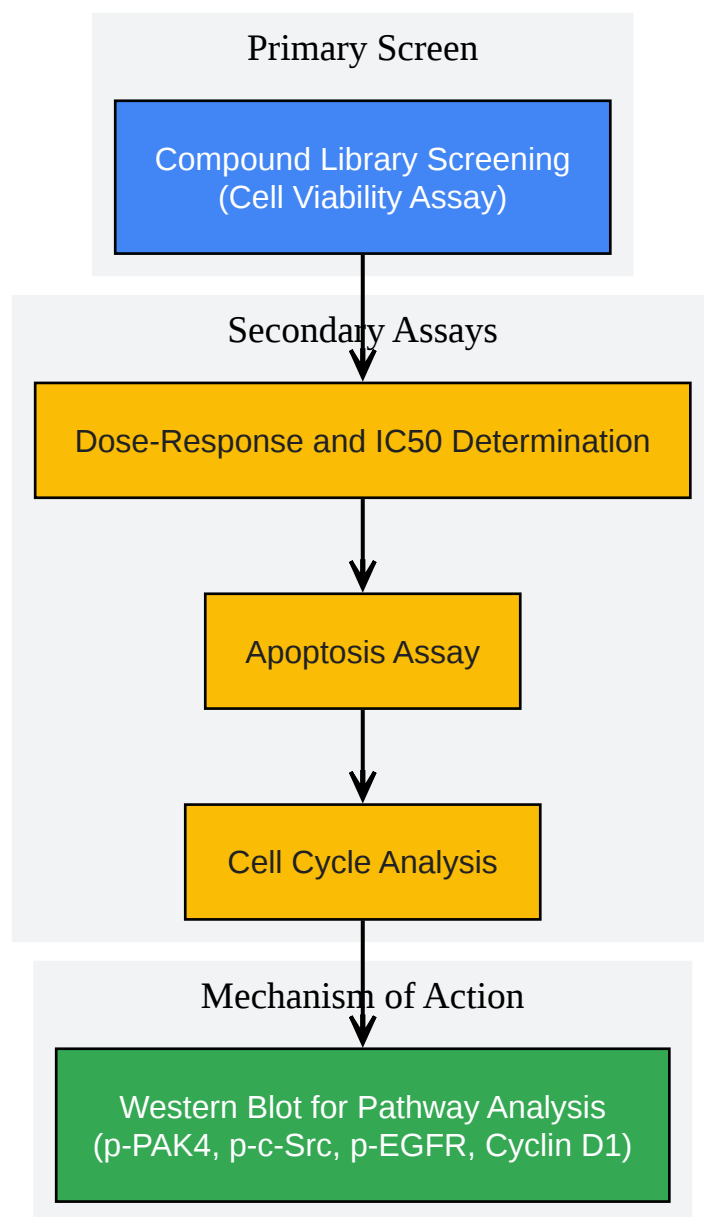 Primary Screen
Compound Library Screening
(Cell Viability Assay)
Secondary Assays
Dose-Response and IC50 Determination
Apoptosis Assay
Cell Cycle Analysis
Mechanism of Action
Western Blot for Pathway Analysis
(p-PAK4, p-c-Src, p-EGFR, Cyclin D1)